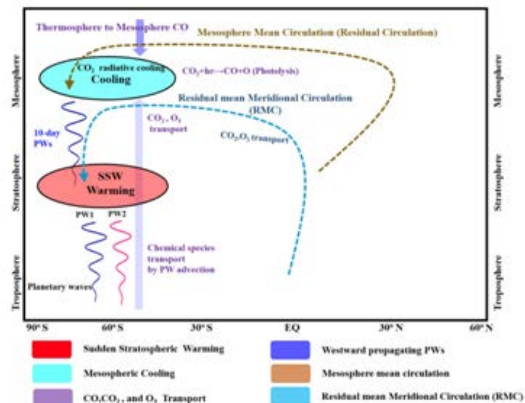 Thermosphere to Mesosphere CO
Mesosphere Mean Circulation (Residual Circulation)
CO₂ radiative cooling
Cooling
CO₂+hν→CO+O (Photolysis)
Residual mean Meridional Circulation
(RMC)
10-day
PWs
CO₂, O₃
transport
CO₂,O₃ transport
SSW
Warming
PW1
PW2
Chemical species
transport
by PW advection
Planetary waves
Mesosphere
Stratosphere
Troposphere
Mesosphere
Stratosphere
Troposphere
90°S
60°S
30°S
EQ
30°N
60°N
Sudden Stratospheric Warming
Westward propagating PWs
Mesospheric Cooling
Mesosphere mean circulation
CO,CO₂, and O₃ Transport
Residual mean Meridional Circulation (RMC)